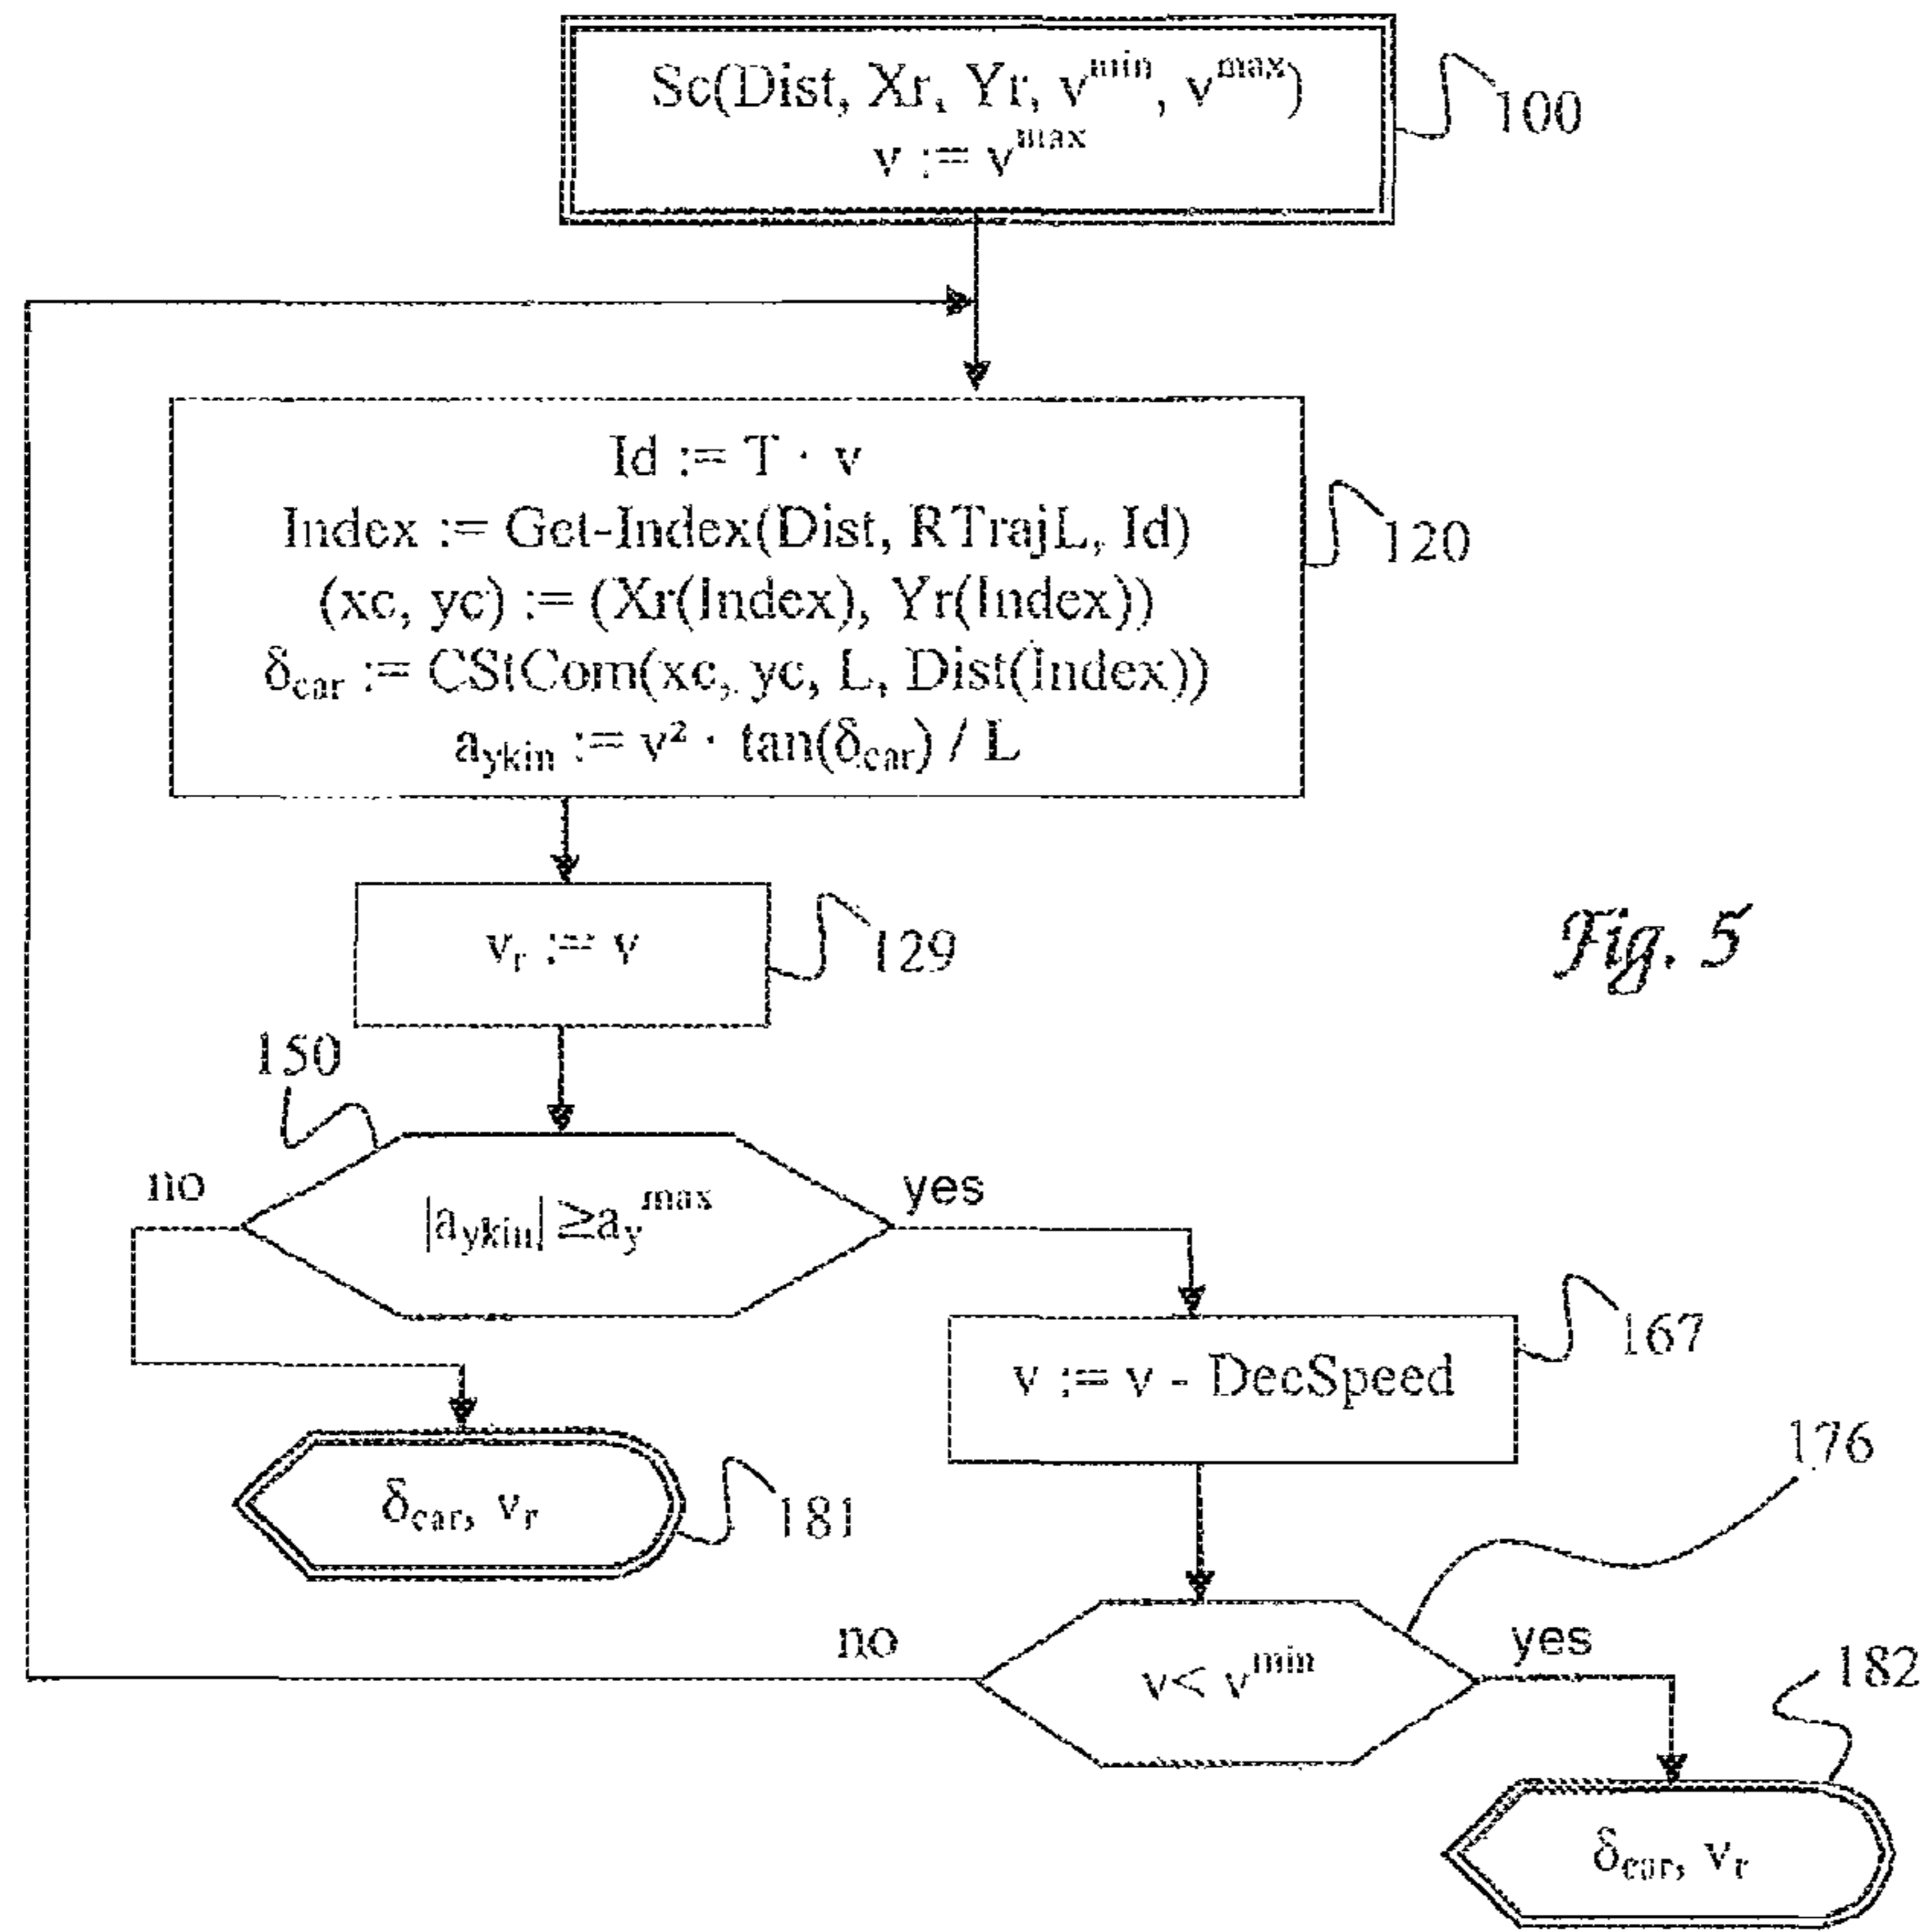 Sc(Dist, Xr, Yr, v^min, v^max)
v := v^max
100
Id := T · v
Index := Get-Index(Dist, RTrajL, Id)
(xc, yc) := (Xr(Index), Yr(Index))
δcar := CStCom(xc, yc, L, Dist(Index))
aykin := v² · tan(δcar) / L
120
vr := v
129
Fig. 5
150
no
|aykin| ≥ay^max
yes
v := v - DecSpeed
167
δcar, vr
181
176
no
v< v^min
yes
182
δcar, vr